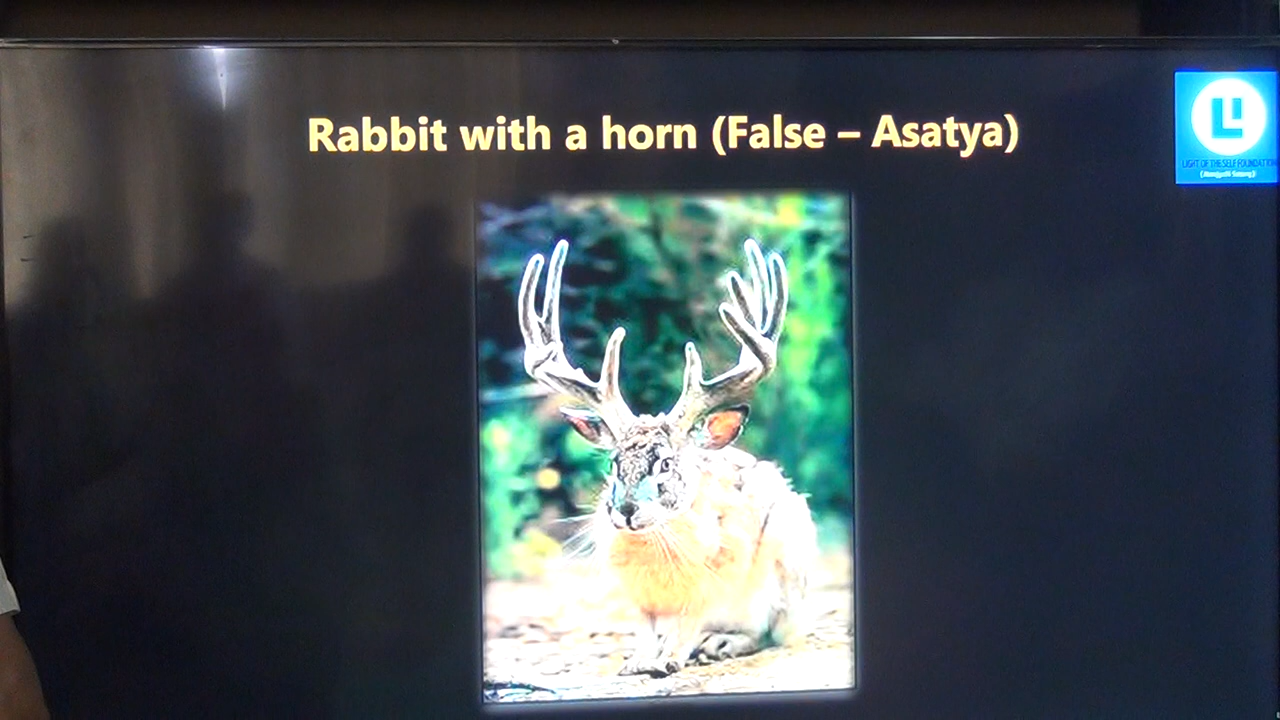 Rabbit with a horn (False – Asatya)
LIGHT OF THE SELF FOUNDATION